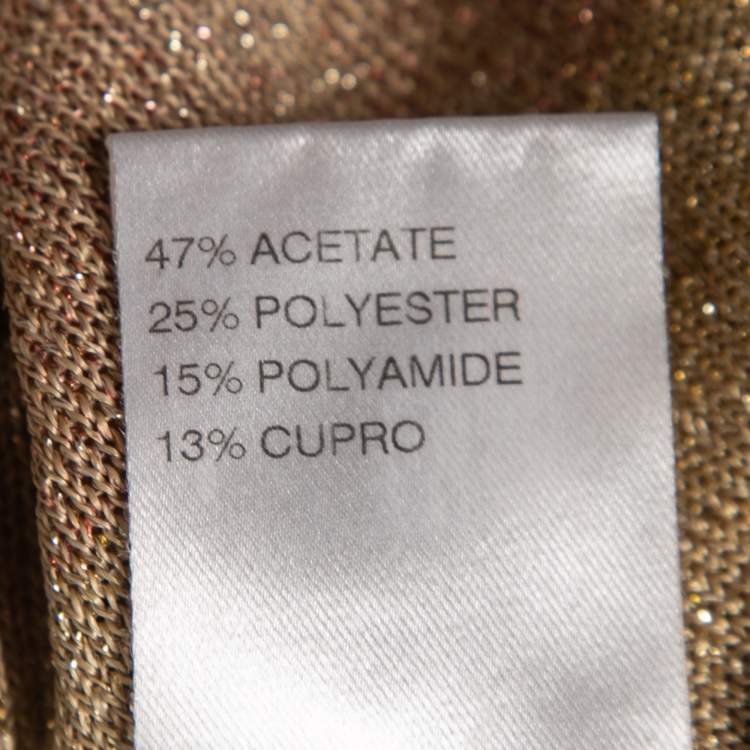 47% ACETATE
25% POLYESTER
15% POLYAMIDE
13% CUPRO